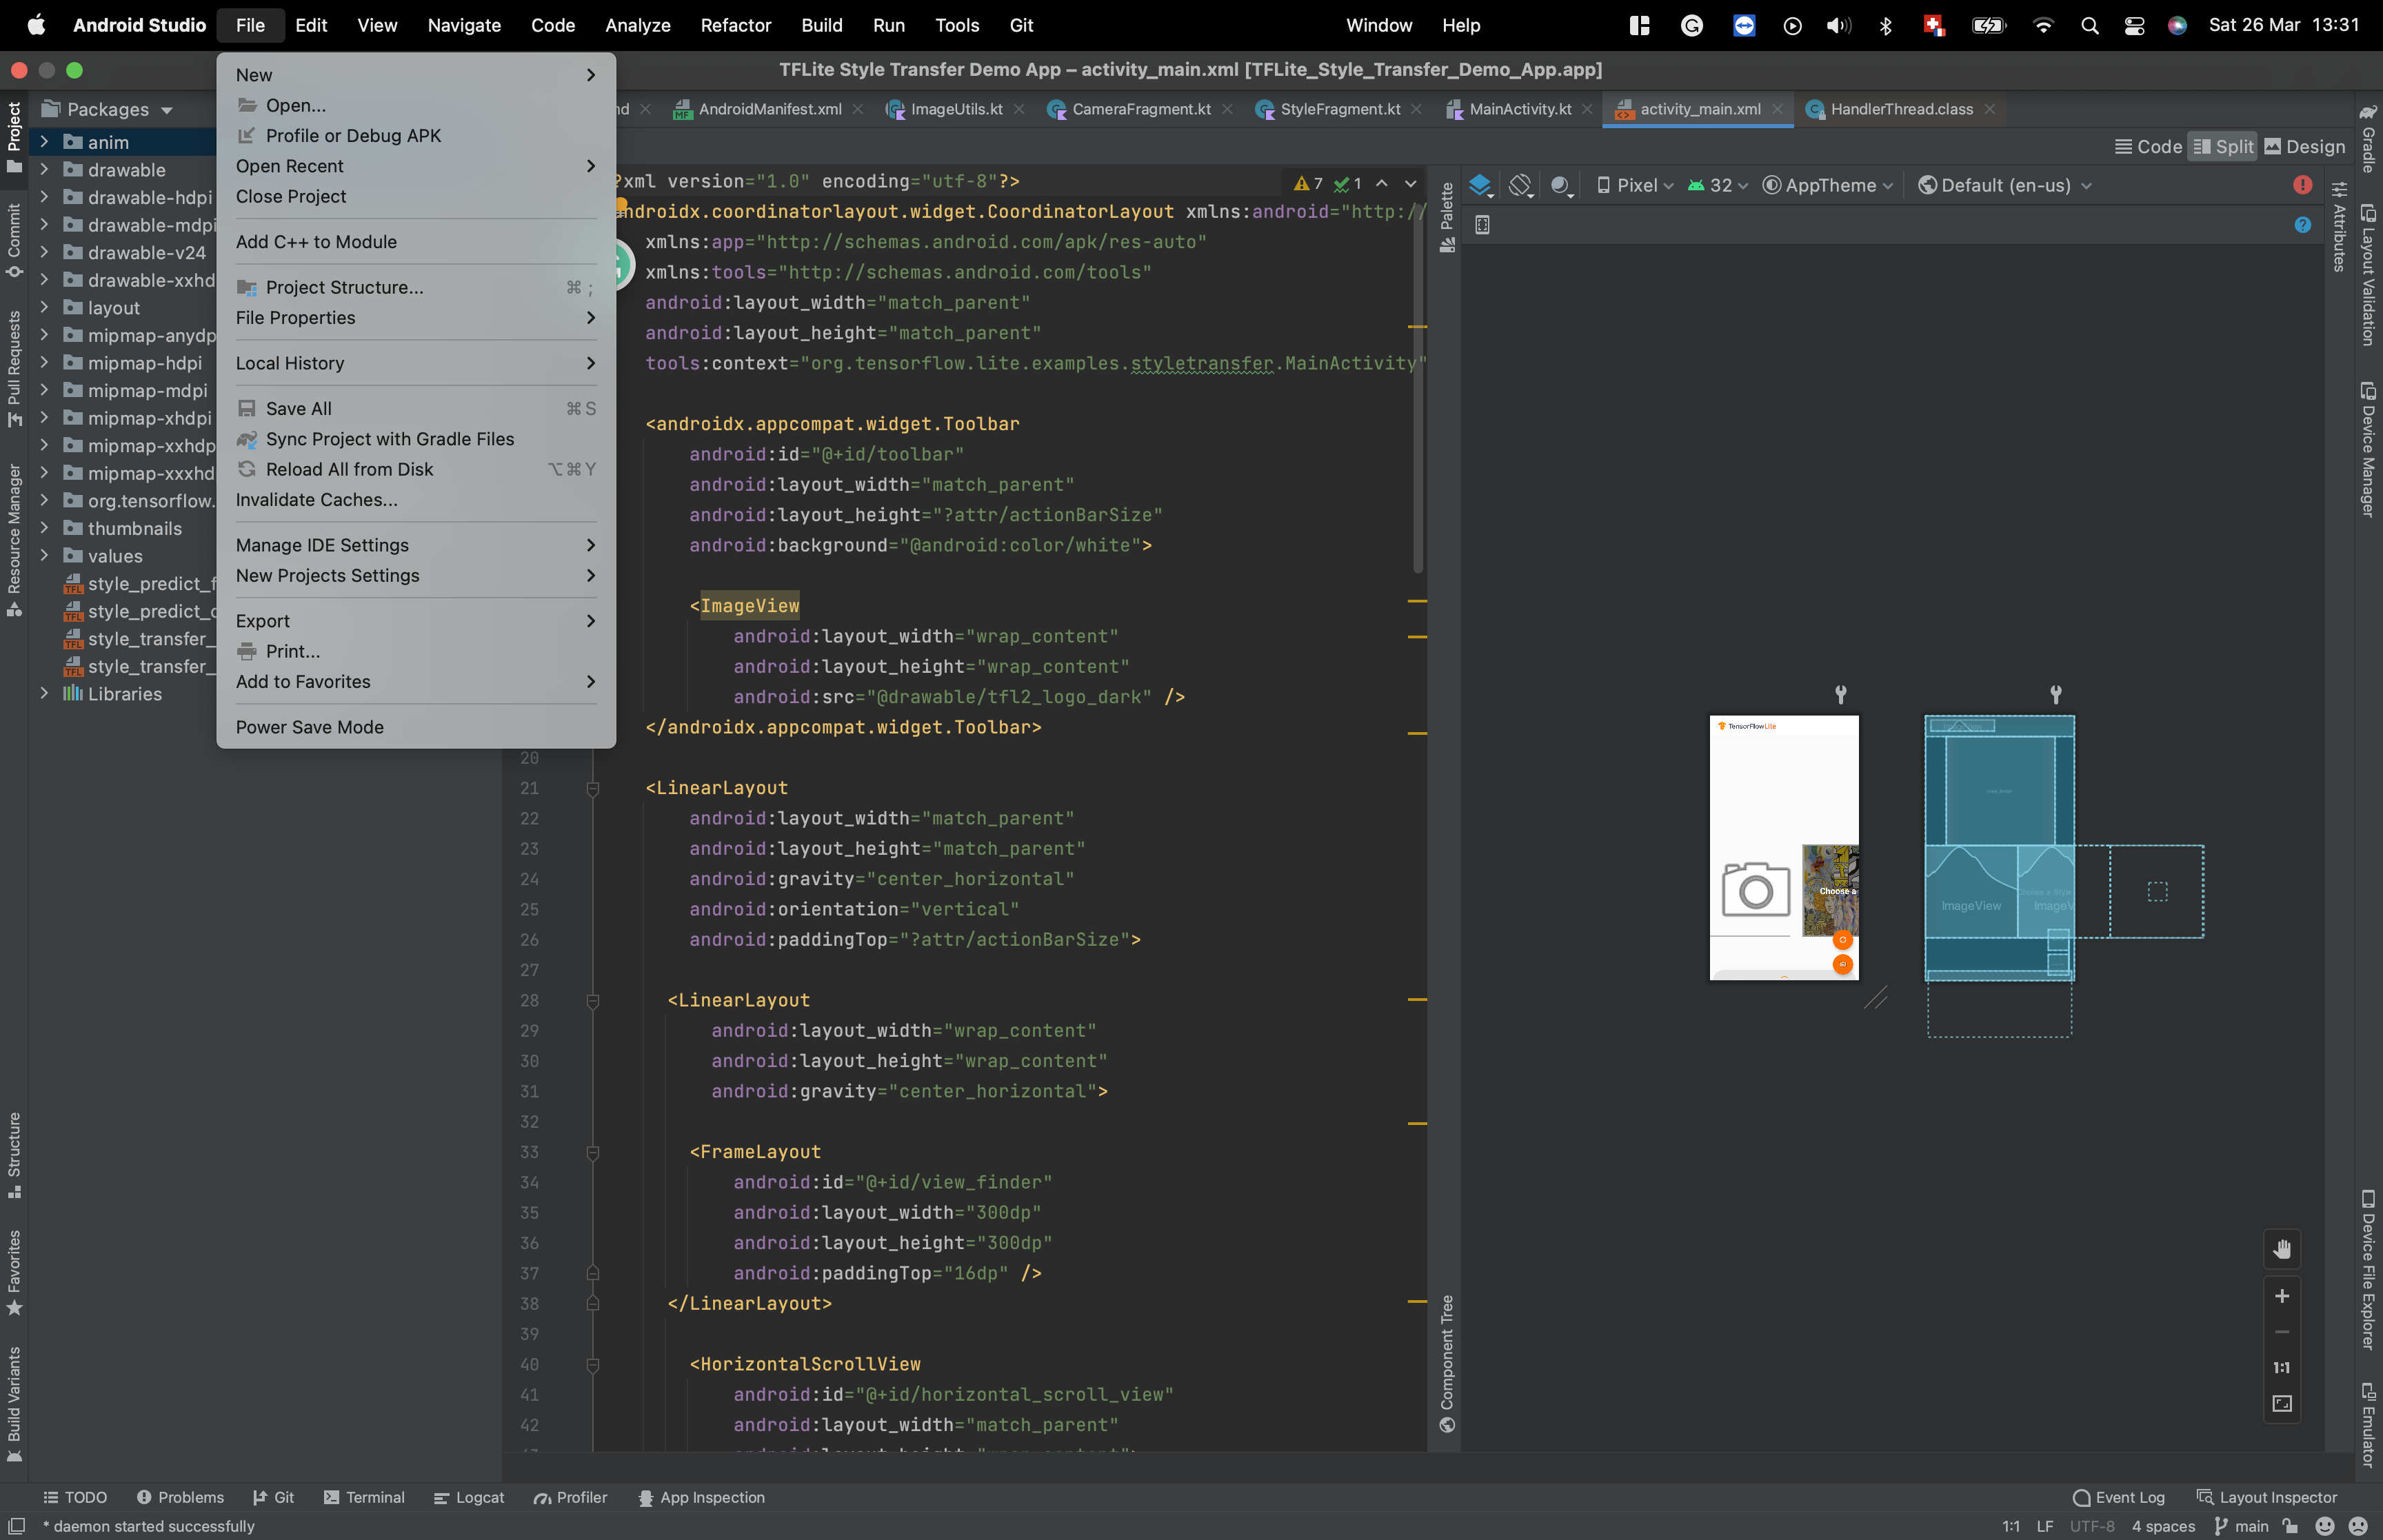 Android Studio File Edit View Navigate Code Analyze Refactor Build Run Tools Git Window Help Sat 26 Mar 13:31
TFLite Style Transfer Demo App – activity_main.xml [TFLite_Style_Transfer_Demo_App.app]
Packages
AndroidManifest.xml ImageUtils.kt CameraFragment.kt StyleFragment.kt MainActivity.kt activity_main.xml HandlerThread.class
Code Split Design
Project
Commit
Pull Requests
Resource Manager
Structure
Favorites
Build Variants
anim
drawable
drawable-hdpi
drawable-mdpi
drawable-v24
drawable-xxhd
layout
mipmap-anydp
mipmap-hdpi
mipmap-mdpi
mipmap-xhdpi
mipmap-xxhdp
mipmap-xxxhd
org.tensorflow.
thumbnails
values
style_predict_f
style_predict_
style_transfer_
style_transfer_
Libraries
New
Open...
Profile or Debug APK
Open Recent
Close Project
Add C++ to Module
Project Structure... ⌘ ;
File Properties
Local History
Save All ⌘ S
Sync Project with Gradle Files
Reload All from Disk ⌥⌘Y
Invalidate Caches...
Manage IDE Settings
New Projects Settings
Export
Print...
Add to Favorites
Power Save Mode
?xml version="1.0" encoding="utf-8"?>
7 1
ndroidx.coordinatorlayout.widget.CoordinatorLayout xmlns:android="http://
xmlns:app="http://schemas.android.com/apk/res-auto"
xmlns:tools="http://schemas.android.com/tools"
android:layout_width="match_parent"
android:layout_height="match_parent"
tools:context="org.tensorflow.lite.examples.styletransfer.MainActivity"
<androidx.appcompat.widget.Toolbar
android:id="@+id/toolbar"
android:layout_width="match_parent"
android:layout_height="?attr/actionBarSize"
android:background="@android:color/white">
<ImageView
android:layout_width="wrap_content"
android:layout_height="wrap_content"
android:src="@drawable/tfl2_logo_dark" />
</androidx.appcompat.widget.Toolbar>
20
21 <LinearLayout
22 android:layout_width="match_parent"
23 android:layout_height="match_parent"
24 android:gravity="center_horizontal"
25 android:orientation="vertical"
26 android:paddingTop="?attr/actionBarSize">
27
28 <LinearLayout
29 android:layout_width="wrap_content"
30 android:layout_height="wrap_content"
31 android:gravity="center_horizontal">
32
33 <FrameLayout
34 android:id="@+id/view_finder"
35 android:layout_width="300dp"
36 android:layout_height="300dp"
37 android:paddingTop="16dp" />
38 </LinearLayout>
39
40 <HorizontalScrollView
41 android:id="@+id/horizontal_scroll_view"
42 android:layout_width="match_parent"
Palette
Component Tree
Pixel 32 AppTheme Default (en-us)
TensorFlow Lite
Choose a
ImageView
ImageV
1:1
Attributes
Gradle
Layout Validation
Device Manager
Device File Explorer
Emulator
TODO Problems Git Terminal Logcat Profiler App Inspection Event Log Layout Inspector
* daemon started successfully 1:1 LF UTF-8 4 spaces main